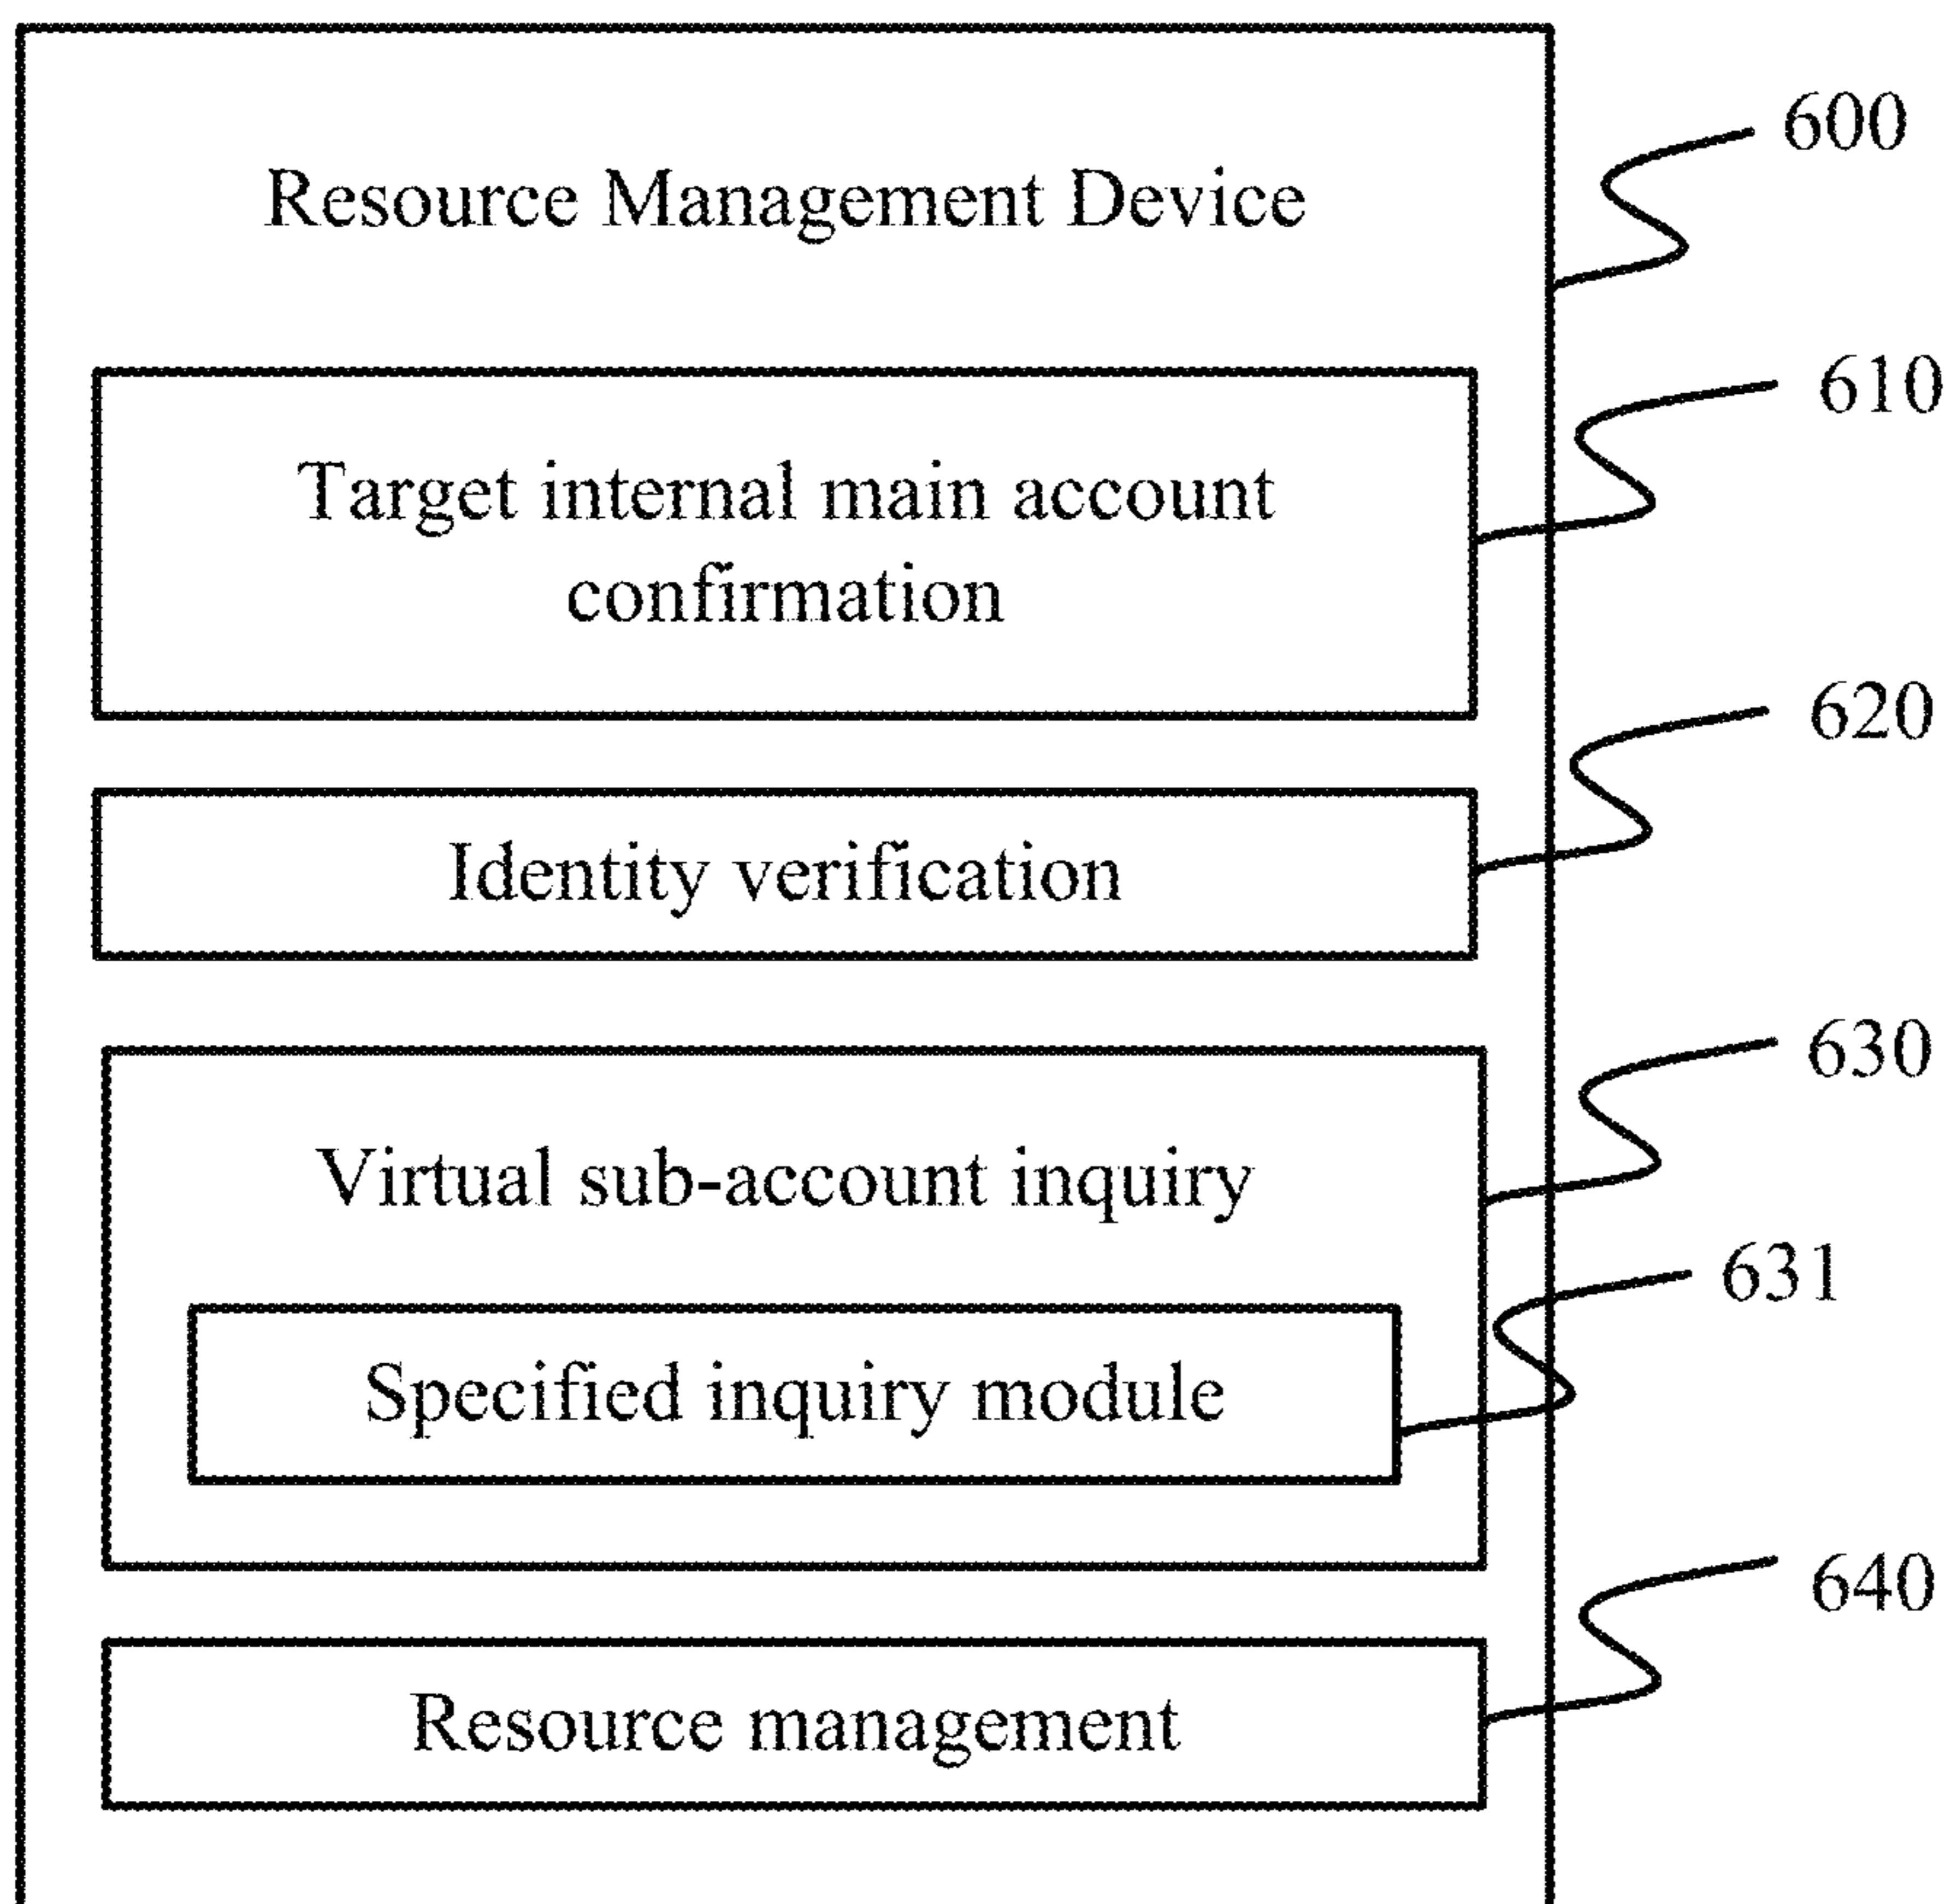 600
Resource Management Device
610
Target internal main account
confirmation
620
Identity verification
630
Virtual sub-account inquiry
631
Specified inquiry module
640
Resource management